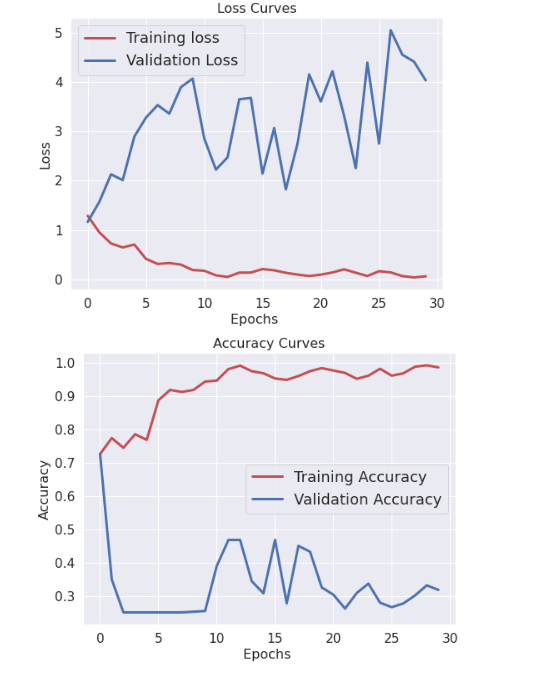 Loss Curves
Training loss
Validation Loss
5
4
3
2
1
0
Loss
0 5 10 15 20 25 30
Epochs
Accuracy Curves
1.0
0.9
0.8
0.7
0.6
0.5
0.4
0.3
Accuracy
Training Accuracy
Validation Accuracy
0 5 10 15 20 25 30
Epochs